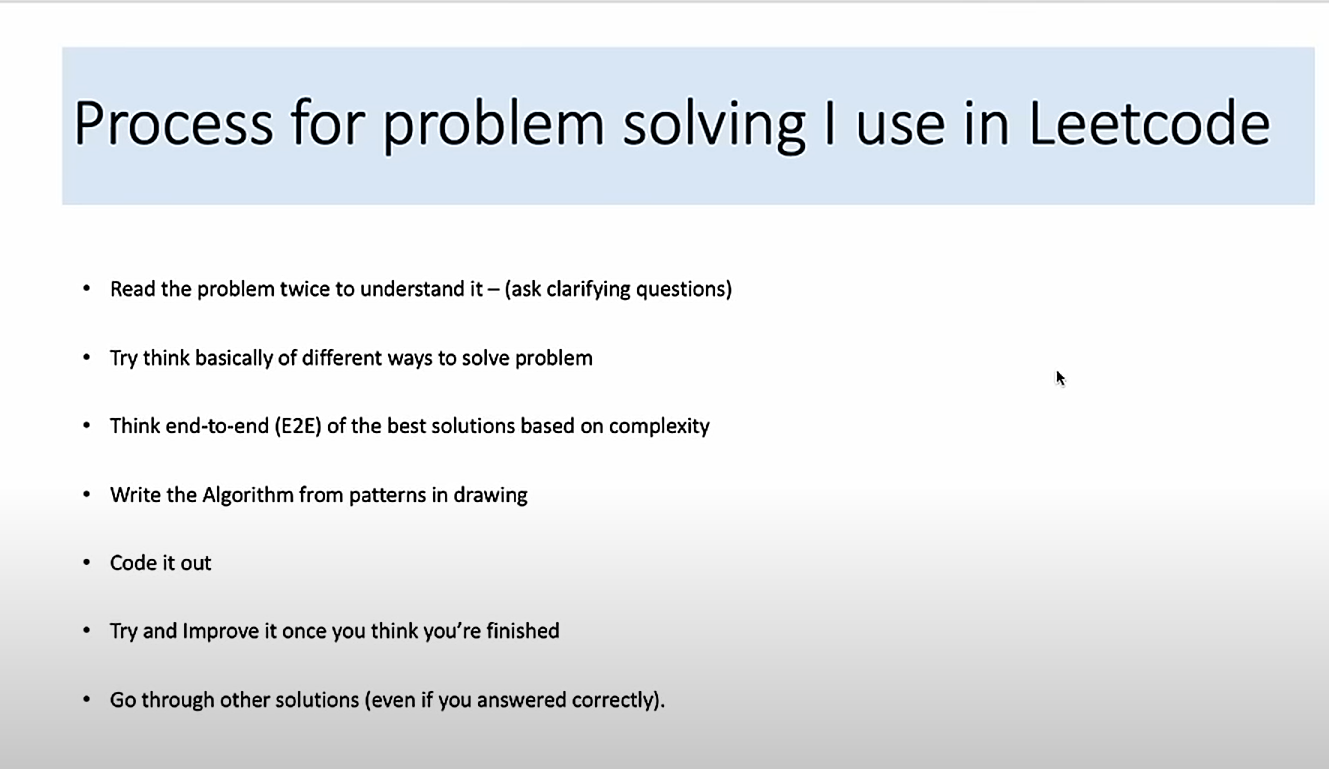 Process for problem solving I use in Leetcode
• Read the problem twice to understand it – (ask clarifying questions)
• Try think basically of different ways to solve problem
• Think end-to-end (E2E) of the best solutions based on complexity
• Write the Algorithm from patterns in drawing
• Code it out
• Try and Improve it once you think you’re finished
• Go through other solutions (even if you answered correctly).